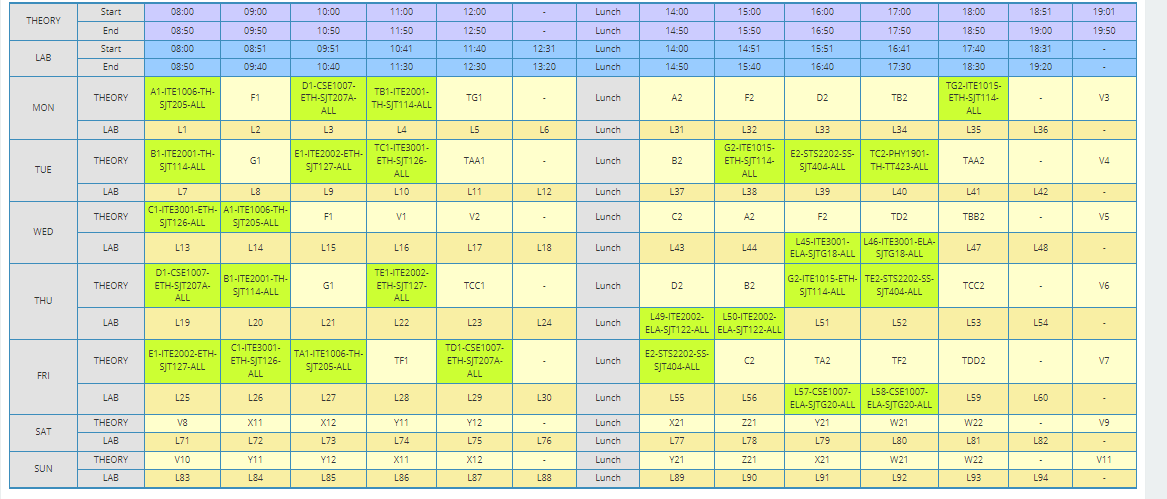 THEORY Start 08:00 09:00 10:00 11:00 12:00 - Lunch 14:00 15:00 16:00 17:00 18:00 18:51 19:01
End 08:50 09:50 10:50 11:50 12:50 - Lunch 14:50 15:50 16:50 17:50 18:50 19:00 19:50
LAB Start 08:00 08:51 09:51 10:41 11:40 12:31 Lunch 14:00 14:51 15:51 16:41 17:40 18:31 -
End 08:50 09:40 10:40 11:30 12:30 13:20 Lunch 14:50 15:40 16:40 17:30 18:30 19:20 -
MON THEORY A1-ITE1006-TH-SJT205-ALL F1 D1-CSE1007-ETH-SJT207A-ALL TB1-ITE2001-TH-SJT114-ALL TG1 - Lunch A2 F2 D2 TB2 TG2-ITE1015-ETH-SJT114-ALL - V3
LAB L1 L2 L3 L4 L5 L6 Lunch L31 L32 L33 L34 L35 L36 -
TUE THEORY B1-ITE2001-TH-SJT114-ALL G1 E1-ITE2002-ETH-SJT127-ALL TC1-ITE3001-ETH-SJT126-ALL TAA1 - Lunch B2 G2-ITE1015-ETH-SJT114-ALL E2-STS2202-SS-SJT404-ALL TC2-PHY1901-TH-TT423-ALL TAA2 - V4
LAB L7 L8 L9 L10 L11 L12 Lunch L37 L38 L39 L40 L41 L42 -
WED THEORY C1-ITE3001-ETH-SJT126-ALL A1-ITE1006-TH-SJT205-ALL F1 V1 V2 - Lunch C2 A2 F2 TD2 TBB2 - V5
LAB L13 L14 L15 L16 L17 L18 Lunch L43 L44 L45-ITE3001-ELA-SJTG18-ALL L46-ITE3001-ELA-SJTG18-ALL L47 L48 -
THU THEORY D1-CSE1007-ETH-SJT207A-ALL B1-ITE2001-TH-SJT114-ALL G1 TE1-ITE2002-ETH-SJT127-ALL TCC1 - Lunch D2 B2 G2-ITE1015-ETH-SJT114-ALL TE2-STS2202-SS-SJT404-ALL TCC2 - V6
LAB L19 L20 L21 L22 L23 L24 Lunch L49-ITE2002-ELA-SJT122-ALL L50-ITE2002-ELA-SJT122-ALL L51 L52 L53 L54 -
FRI THEORY E1-ITE2002-ETH-SJT127-ALL C1-ITE3001-ETH-SJT126-ALL TA1-ITE1006-TH-SJT205-ALL TF1 TD1-CSE1007-ETH-SJT207A-ALL - Lunch E2-STS2202-SS-SJT404-ALL C2 TA2 TF2 TDD2 - V7
LAB L25 L26 L27 L28 L29 L30 Lunch L55 L56 L57-CSE1007-ELA-SJTG20-ALL L58-CSE1007-ELA-SJTG20-ALL L59 L60 -
SAT THEORY V8 X11 X12 Y11 Y12 - Lunch X21 Z21 Y21 W21 W22 - V9
LAB L71 L72 L73 L74 L75 L76 Lunch L77 L78 L79 L80 L81 L82 -
SUN THEORY V10 Y11 Y12 X11 X12 - Lunch Y21 Z21 X21 W21 W22 - V11
LAB L83 L84 L85 L86 L87 L88 Lunch L89 L90 L91 L92 L93 L94 -